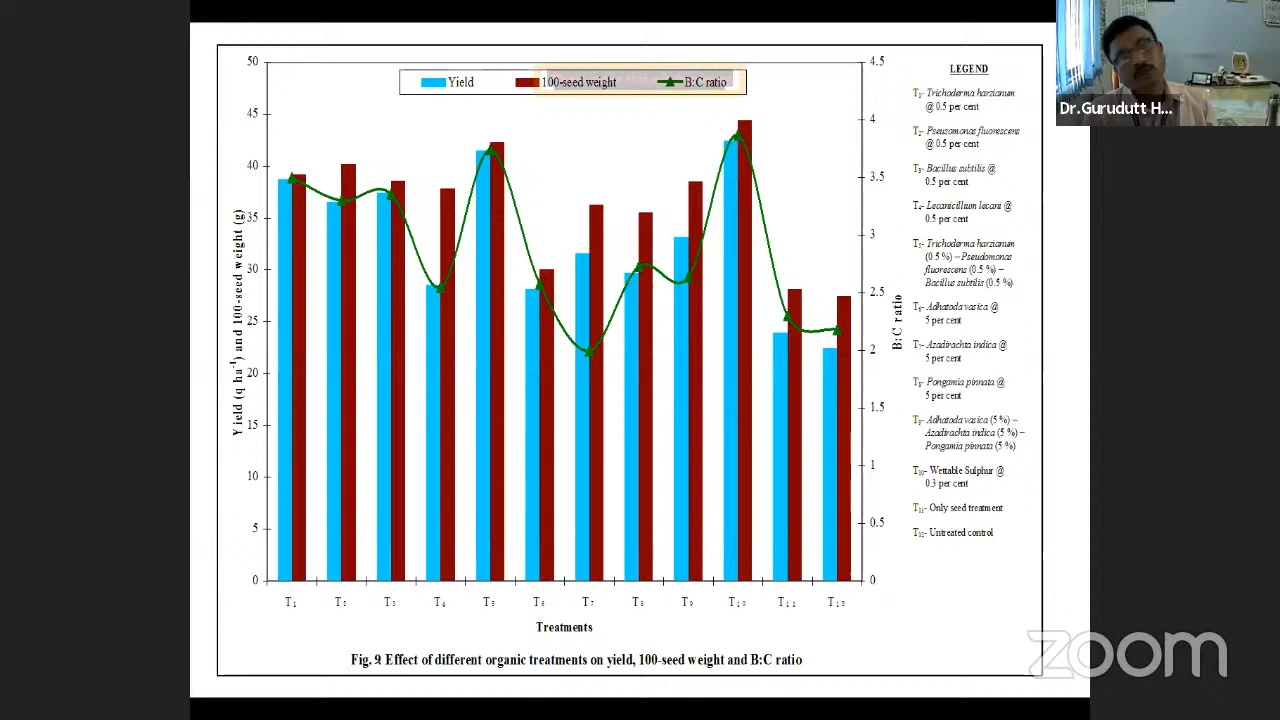 Dr.Gurudutt H...
Yield
100-seed weight
B:C ratio
50
45
40
35
30
25
20
15
10
5
0
Yield (q ha⁻¹) and 100-seed weight (g)
4.5
4
3.5
3
2.5
2
1.5
1
0.5
0
B:C ratio
T₁ T₂ T₃ T₄ T₅ T₆ T₇ T₈ T₉ T₁₀ T₁₁ T₁₂
Treatments
Fig. 9 Effect of different organic treatments on yield, 100-seed weight and B:C ratio
LEGEND
T₁- Trichoderma harzianum
@ 0.5 per cent
T₂- Pseusomonas fluorescens
@ 0.5 per cent
T₃- Bacillus subtilis @
0.5 per cent
T₄- Lecanicillium lecani @
0.5 per cent
T₅- Trichoderma harzianum
(0.5 %) – Pseudomonas
fluorescens (0.5 %) –
Bacillus subtilis (0.5 %)
T₆- Adhatoda vasica @
5 per cent
T₇- Azadirachta indica @
5 per cent
T₈- Pongamia pinnata @
5 per cent
T₉- Adhatoda vasica (5 %) –
Azadirachta indica (5 %) –
Pongamia pinnata (5 %)
T₁₀- Wettable Sulphur @
0.3 per cent
T₁₁- Only seed treatment
T₁₂- Untreated control
zoom